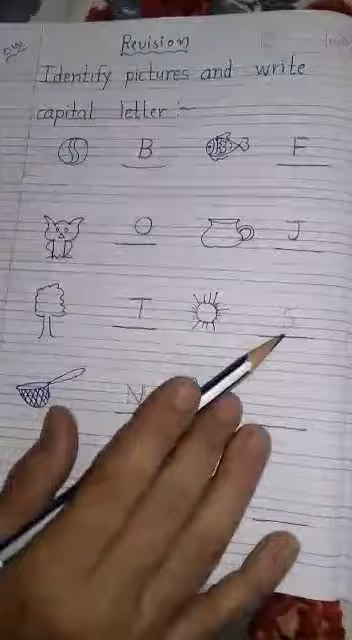 C.W
Revision
Identify pictures and write
capital letter :-
B F
O J
T S
N